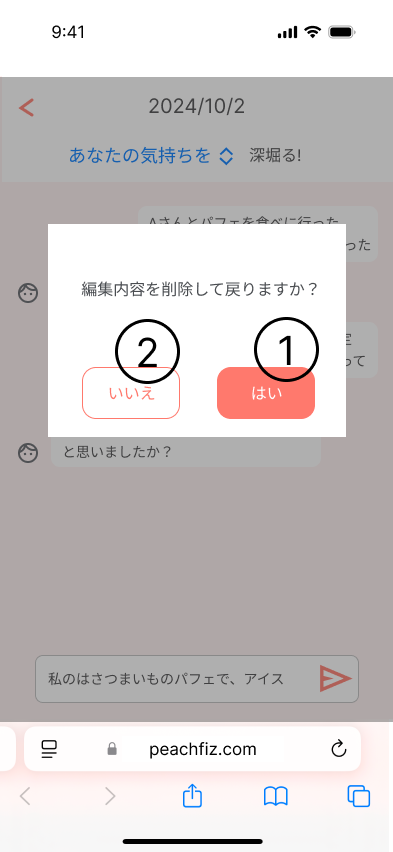 9:41
2024/10/2
あなたの気持ちを 深堀る!
Aさんとパフェを食べに行った
った
編集内容を削除して戻りますか？
って
2
1
いいえ
はい
と思いましたか？
私のはさつまいものパフェで、アイス
peachfiz.com